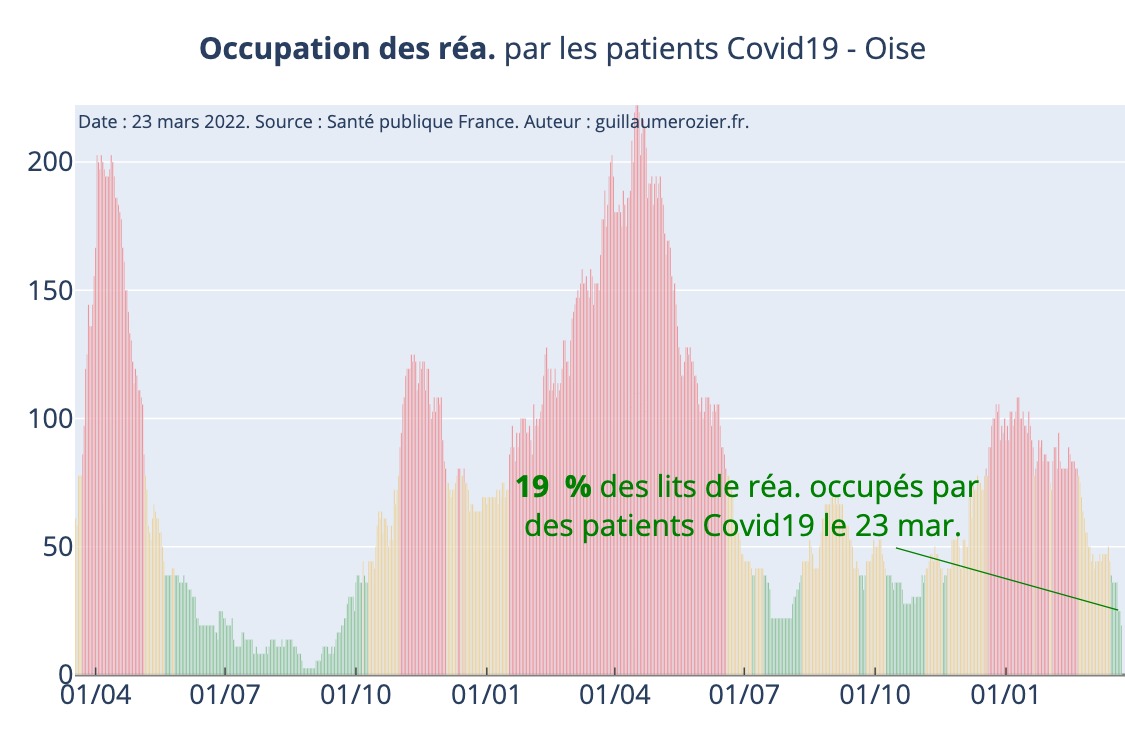 Occupation des réa. par les patients Covid19 - Oise
Date : 23 mars 2022. Source : Santé publique France. Auteur : guillaumerozier.fr.
200
150
100
19 % des lits de réa. occupés par
des patients Covid19 le 23 mar.
50
0
01/04 01/07 01/10 01/01 01/04 01/07 01/10 01/01